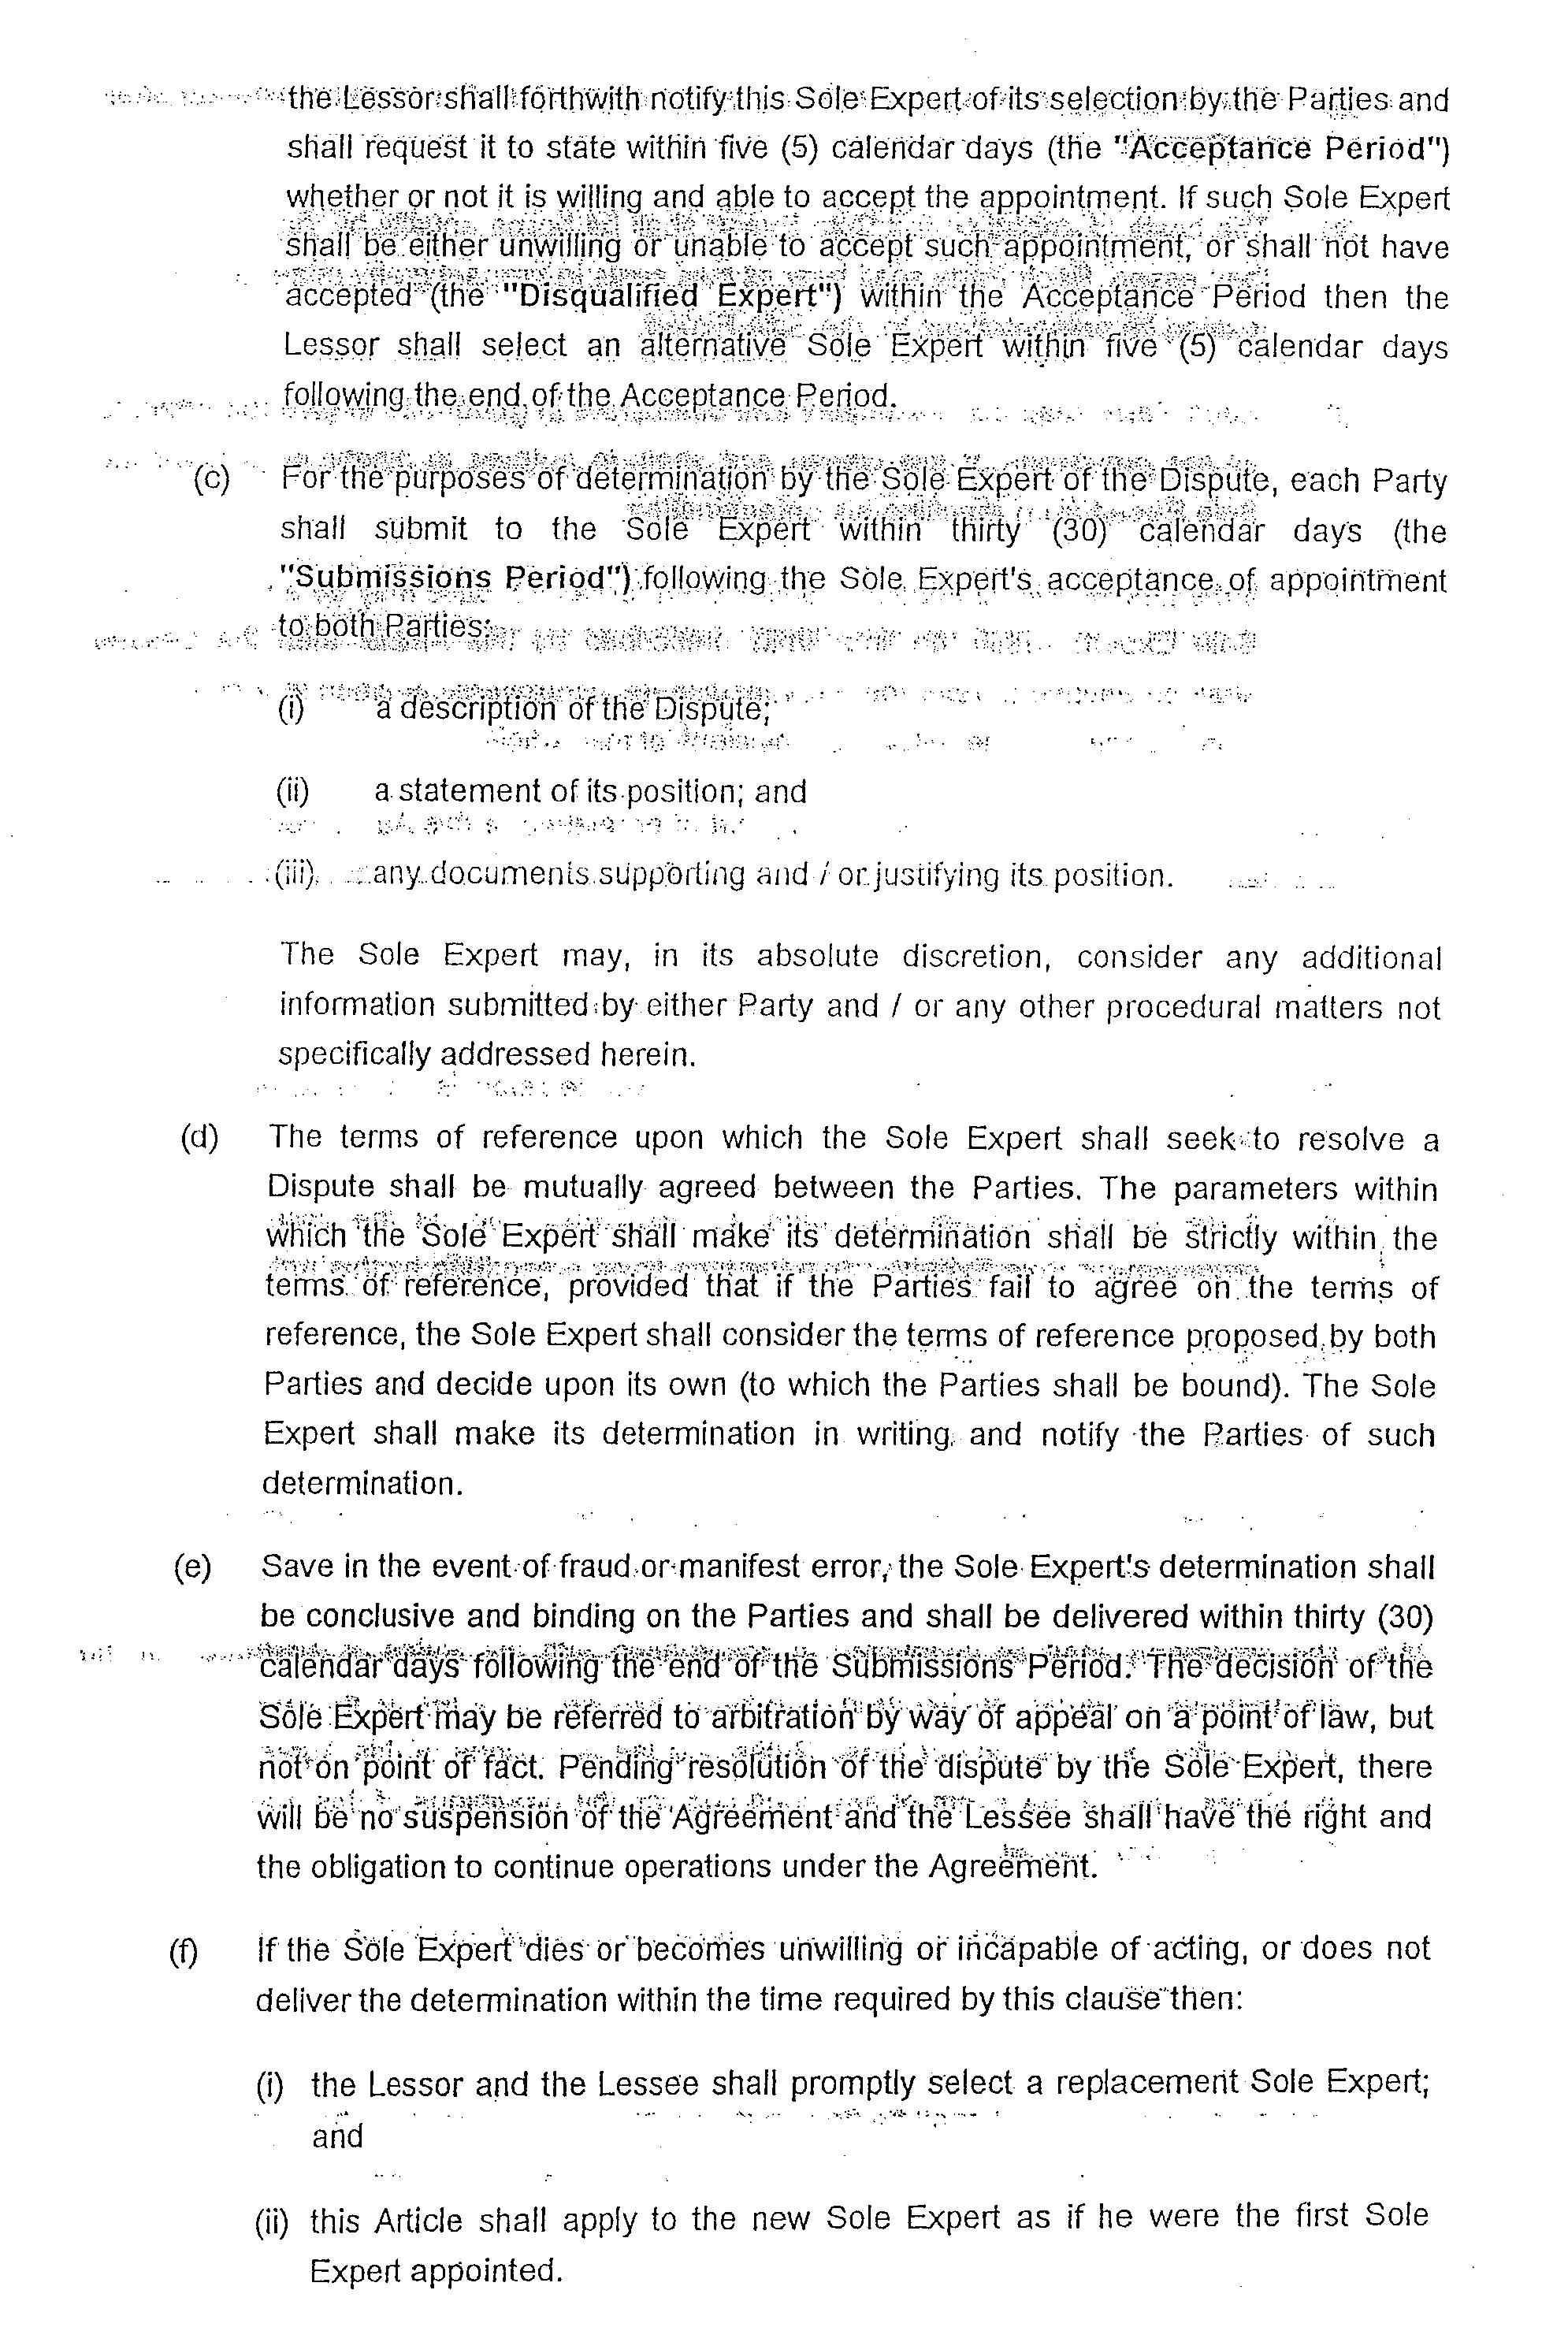 the Lessor shall forthwith notify this Sole Expert of its selection by the Parties and
shall request it to state within five (5) calendar days (the "Acceptance Period")
whether or not it is willing and able to accept the appointment. If such Sole Expert
shall be either unwilling or unable to accept such appointment, or shall not have
accepted (the "Disqualified Expert") within the Acceptance Period then the
Lessor shall select an alternative Sole Expert within five (5) calendar days
following the end of the Acceptance Period.
(c) For the purposes of determination by the Sole Expert of the Dispute, each Party
shall submit to the Sole Expert within thirty (30) calendar days (the
"Submissions Period") following the Sole Expert's acceptance of appointment
to both Parties:
(i) a description of the Dispute;
(ii) a statement of its position; and
(iii) any documents supporting and / or justifying its position.
The Sole Expert may, in its absolute discretion, consider any additional
information submitted by either Party and / or any other procedural matters not
specifically addressed herein.
(d) The terms of reference upon which the Sole Expert shall seek to resolve a
Dispute shall be mutually agreed between the Parties. The parameters within
which the Sole Expert shall make its determination shall be strictly within the
terms of reference, provided that if the Parties fail to agree on the terms of
reference, the Sole Expert shall consider the terms of reference proposed by both
Parties and decide upon its own (to which the Parties shall be bound). The Sole
Expert shall make its determination in writing and notify the Parties of such
determination.
(e) Save in the event of fraud or manifest error, the Sole Expert's determination shall
be conclusive and binding on the Parties and shall be delivered within thirty (30)
calendar days following the end of the Submissions Period. The decision of the
Sole Expert may be referred to arbitration by way of appeal on a point of law, but
not on point of fact. Pending resolution of the dispute by the Sole Expert, there
will be no suspension of the Agreement and the Lessee shall have the right and
the obligation to continue operations under the Agreement.
(f) If the Sole Expert dies or becomes unwilling or incapable of acting, or does not
deliver the determination within the time required by this clause then:
(i) the Lessor and the Lessee shall promptly select a replacement Sole Expert;
and
(ii) this Article shall apply to the new Sole Expert as if he were the first Sole
Expert appointed.